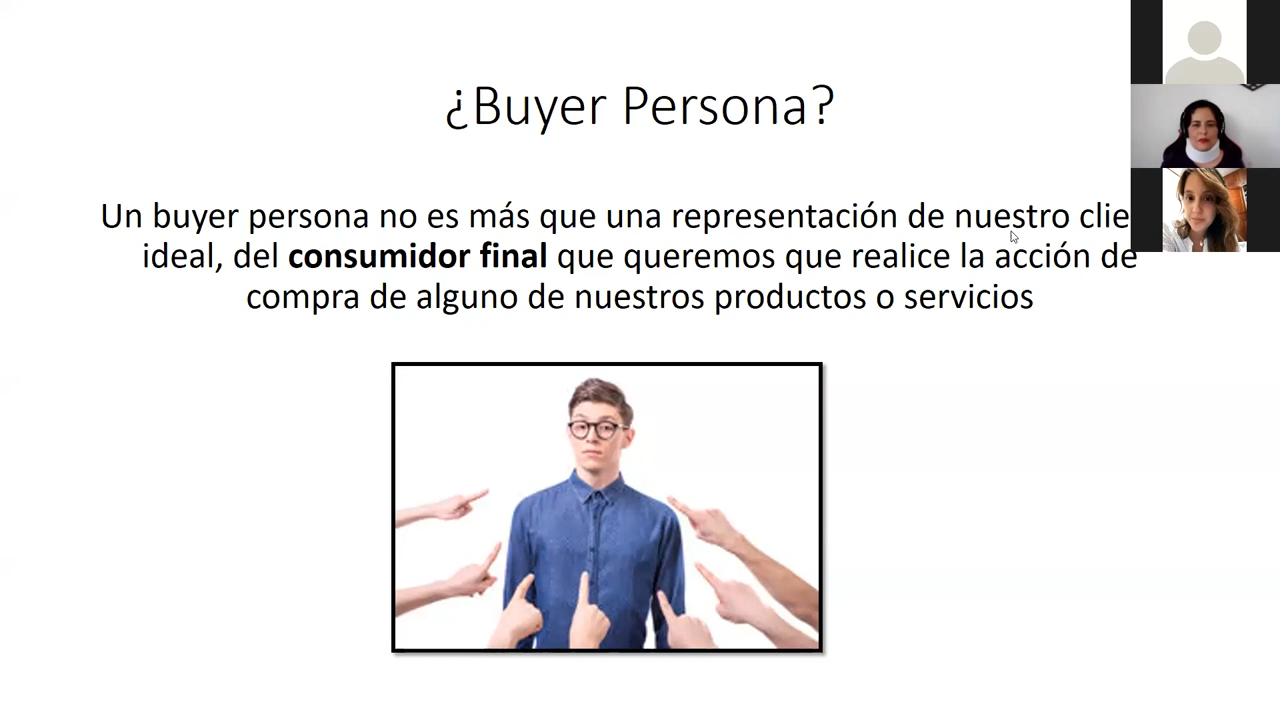 ¿Buyer Persona?
Un buyer persona no es más que una representación de nuestro
ideal, del consumidor final que queremos que realice la acción de
compra de alguno de nuestros productos o servicios